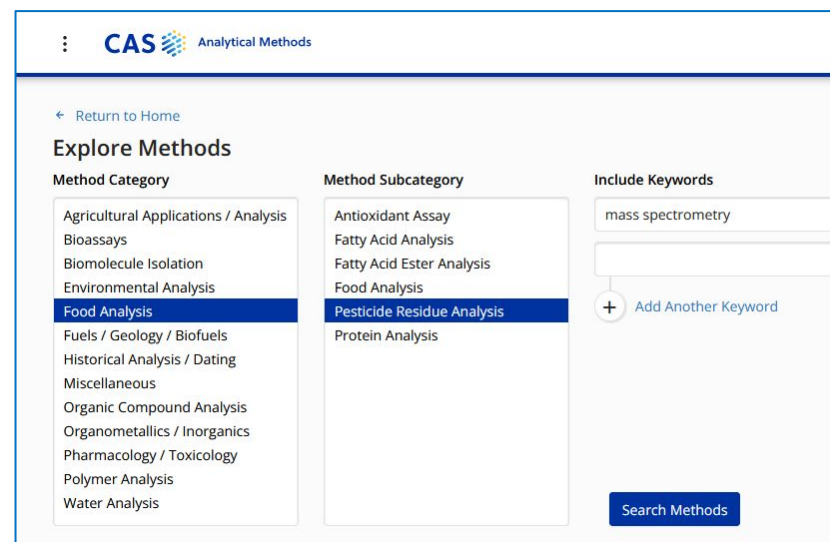 CAS Analytical Methods
← Return to Home
Explore Methods
Method Category
Agricultural Applications / Analysis
Bioassays
Biomolecule Isolation
Environmental Analysis
Food Analysis
Fuels / Geology / Biofuels
Historical Analysis / Dating
Miscellaneous
Organic Compound Analysis
Organometallics / Inorganics
Pharmacology / Toxicology
Polymer Analysis
Water Analysis
Method Subcategory
Antioxidant Assay
Fatty Acid Analysis
Fatty Acid Ester Analysis
Food Analysis
Pesticide Residue Analysis
Protein Analysis
Include Keywords
mass spectrometry
+ Add Another Keyword
Search Methods